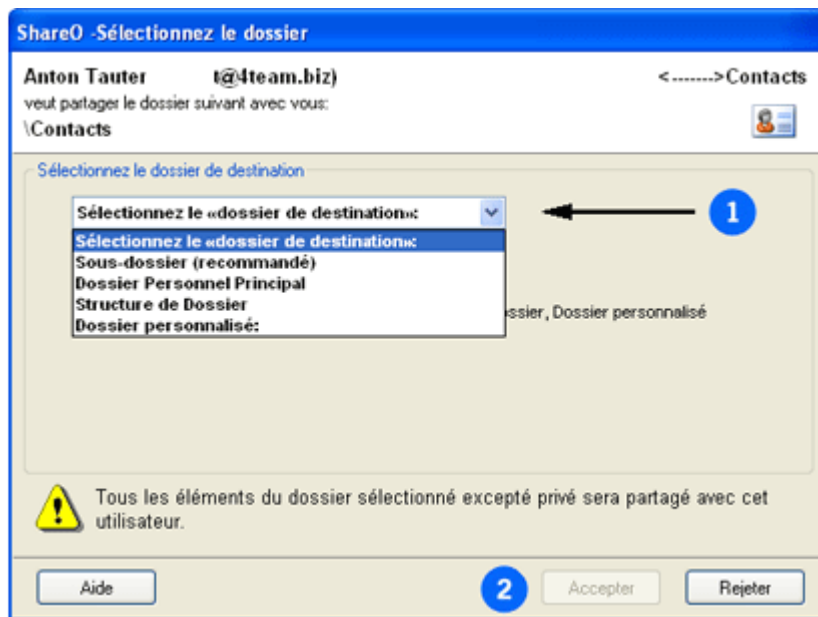 ShareO -Sélectionnez le dossier
Anton Tauter t@4team.biz) <------->Contacts
veut partager le dossier suivant avec vous:
\Contacts
Sélectionnez le dossier de destination
Sélectionnez le «dossier de destination»:
1
Sélectionnez le «dossier de destination»:
Sous-dossier (recommandé)
Dossier Personnel Principal
Structure de Dossier
ossier, Dossier personnalisé
Dossier personnalisé:
Tous les éléments du dossier sélectionné excepté privé sera partagé avec cet
utilisateur.
Aide 2 Accepter Rejeter